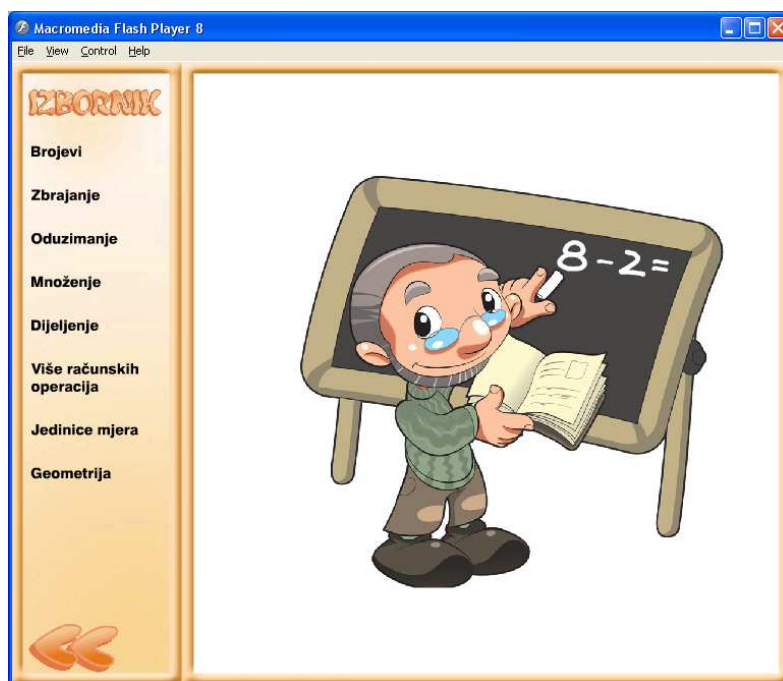 Macromedia Flash Player 8
File View Control Help
IZBORNIK
Brojevi
Zbrajanje
Oduzimanje
Množenje
Dijeljenje
Više računskih
operacija
Jedinice mjera
Geometrija
8-2=